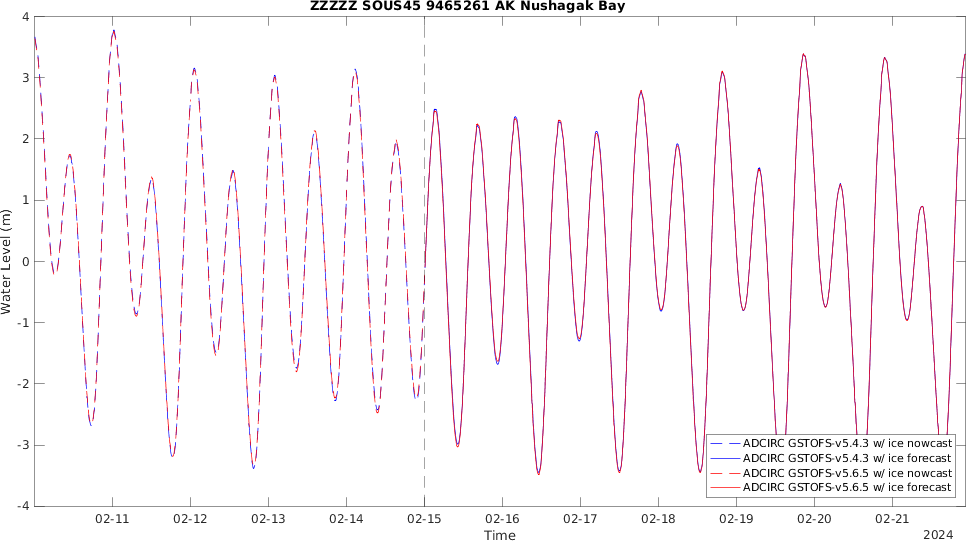 ZZZZZ SOUS45 9465261 AK Nushagak Bay
4
3
2
1
0
-1
-2
-3
-4
Water Level (m)
ADCIRC GSTOFS-v5.4.3 w/ ice nowcast
ADCIRC GSTOFS-v5.4.3 w/ ice forecast
ADCIRC GSTOFS-v5.6.5 w/ ice nowcast
ADCIRC GSTOFS-v5.6.5 w/ ice forecast
02-11 02-12 02-13 02-14 02-15 02-16 02-17 02-18 02-19 02-20 02-21
Time
2024